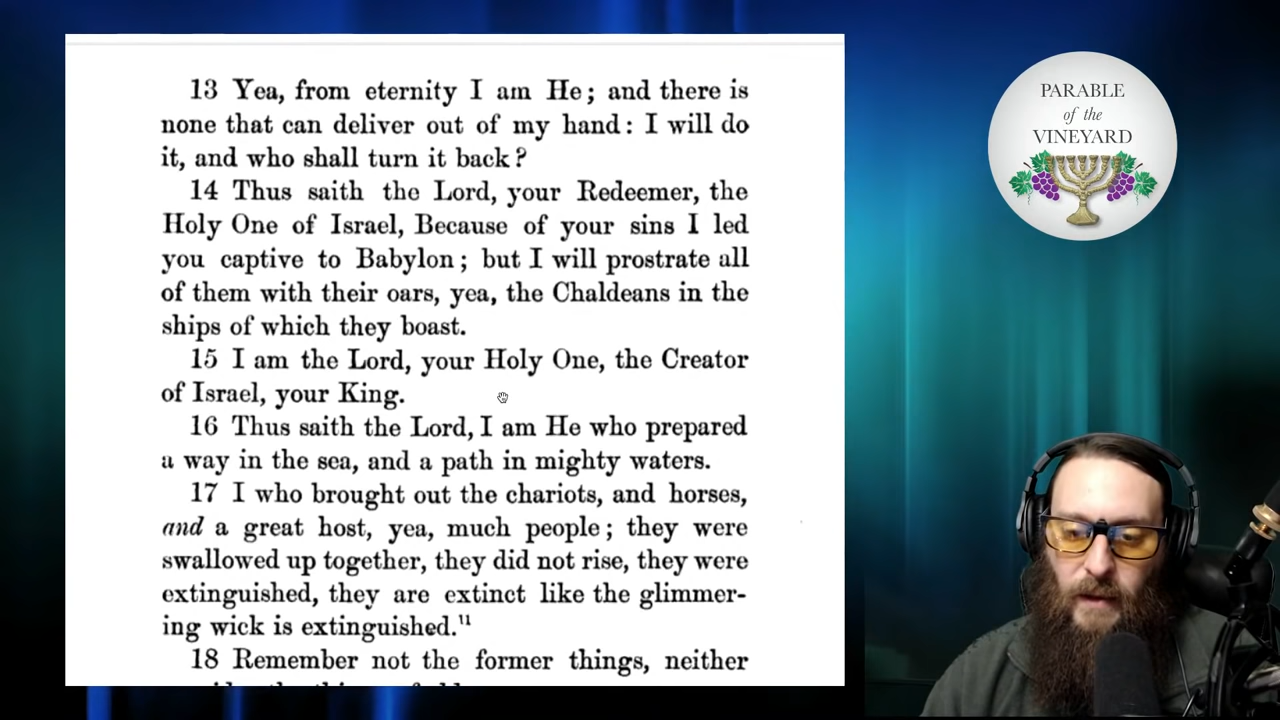 13 Yea, from eternity I am He; and there is
none that can deliver out of my hand: I will do
it, and who shall turn it back?
14 Thus saith the Lord, your Redeemer, the
Holy One of Israel, Because of your sins I led
you captive to Babylon; but I will prostrate all
of them with their oars, yea, the Chaldeans in the
ships of which they boast.
15 I am the Lord, your Holy One, the Creator
of Israel, your King.
16 Thus saith the Lord, I am He who prepared
a way in the sea, and a path in mighty waters.
17 I who brought out the chariots, and horses,
and a great host, yea, much people; they were
swallowed up together, they did not rise, they were
extinguished, they are extinct like the glimmer-
ing wick is extinguished.¹¹
18 Remember not the former things, neither
PARABLE
of the
VINEYARD